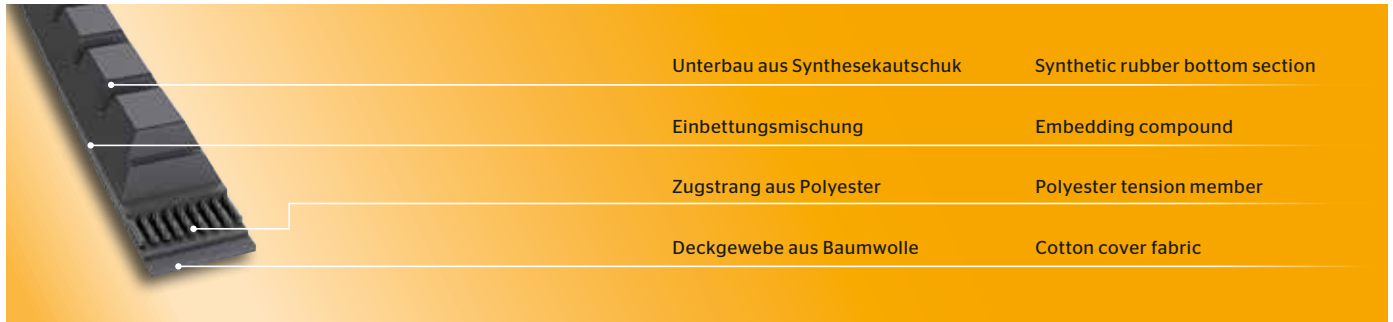 Unterbau aus Synthesekautschuk Synthetic rubber bottom section
Einbettungsmischung Embedding compound
Zugstrang aus Polyester Polyester tension member
Deckgewebe aus Baumwolle Cotton cover fabric